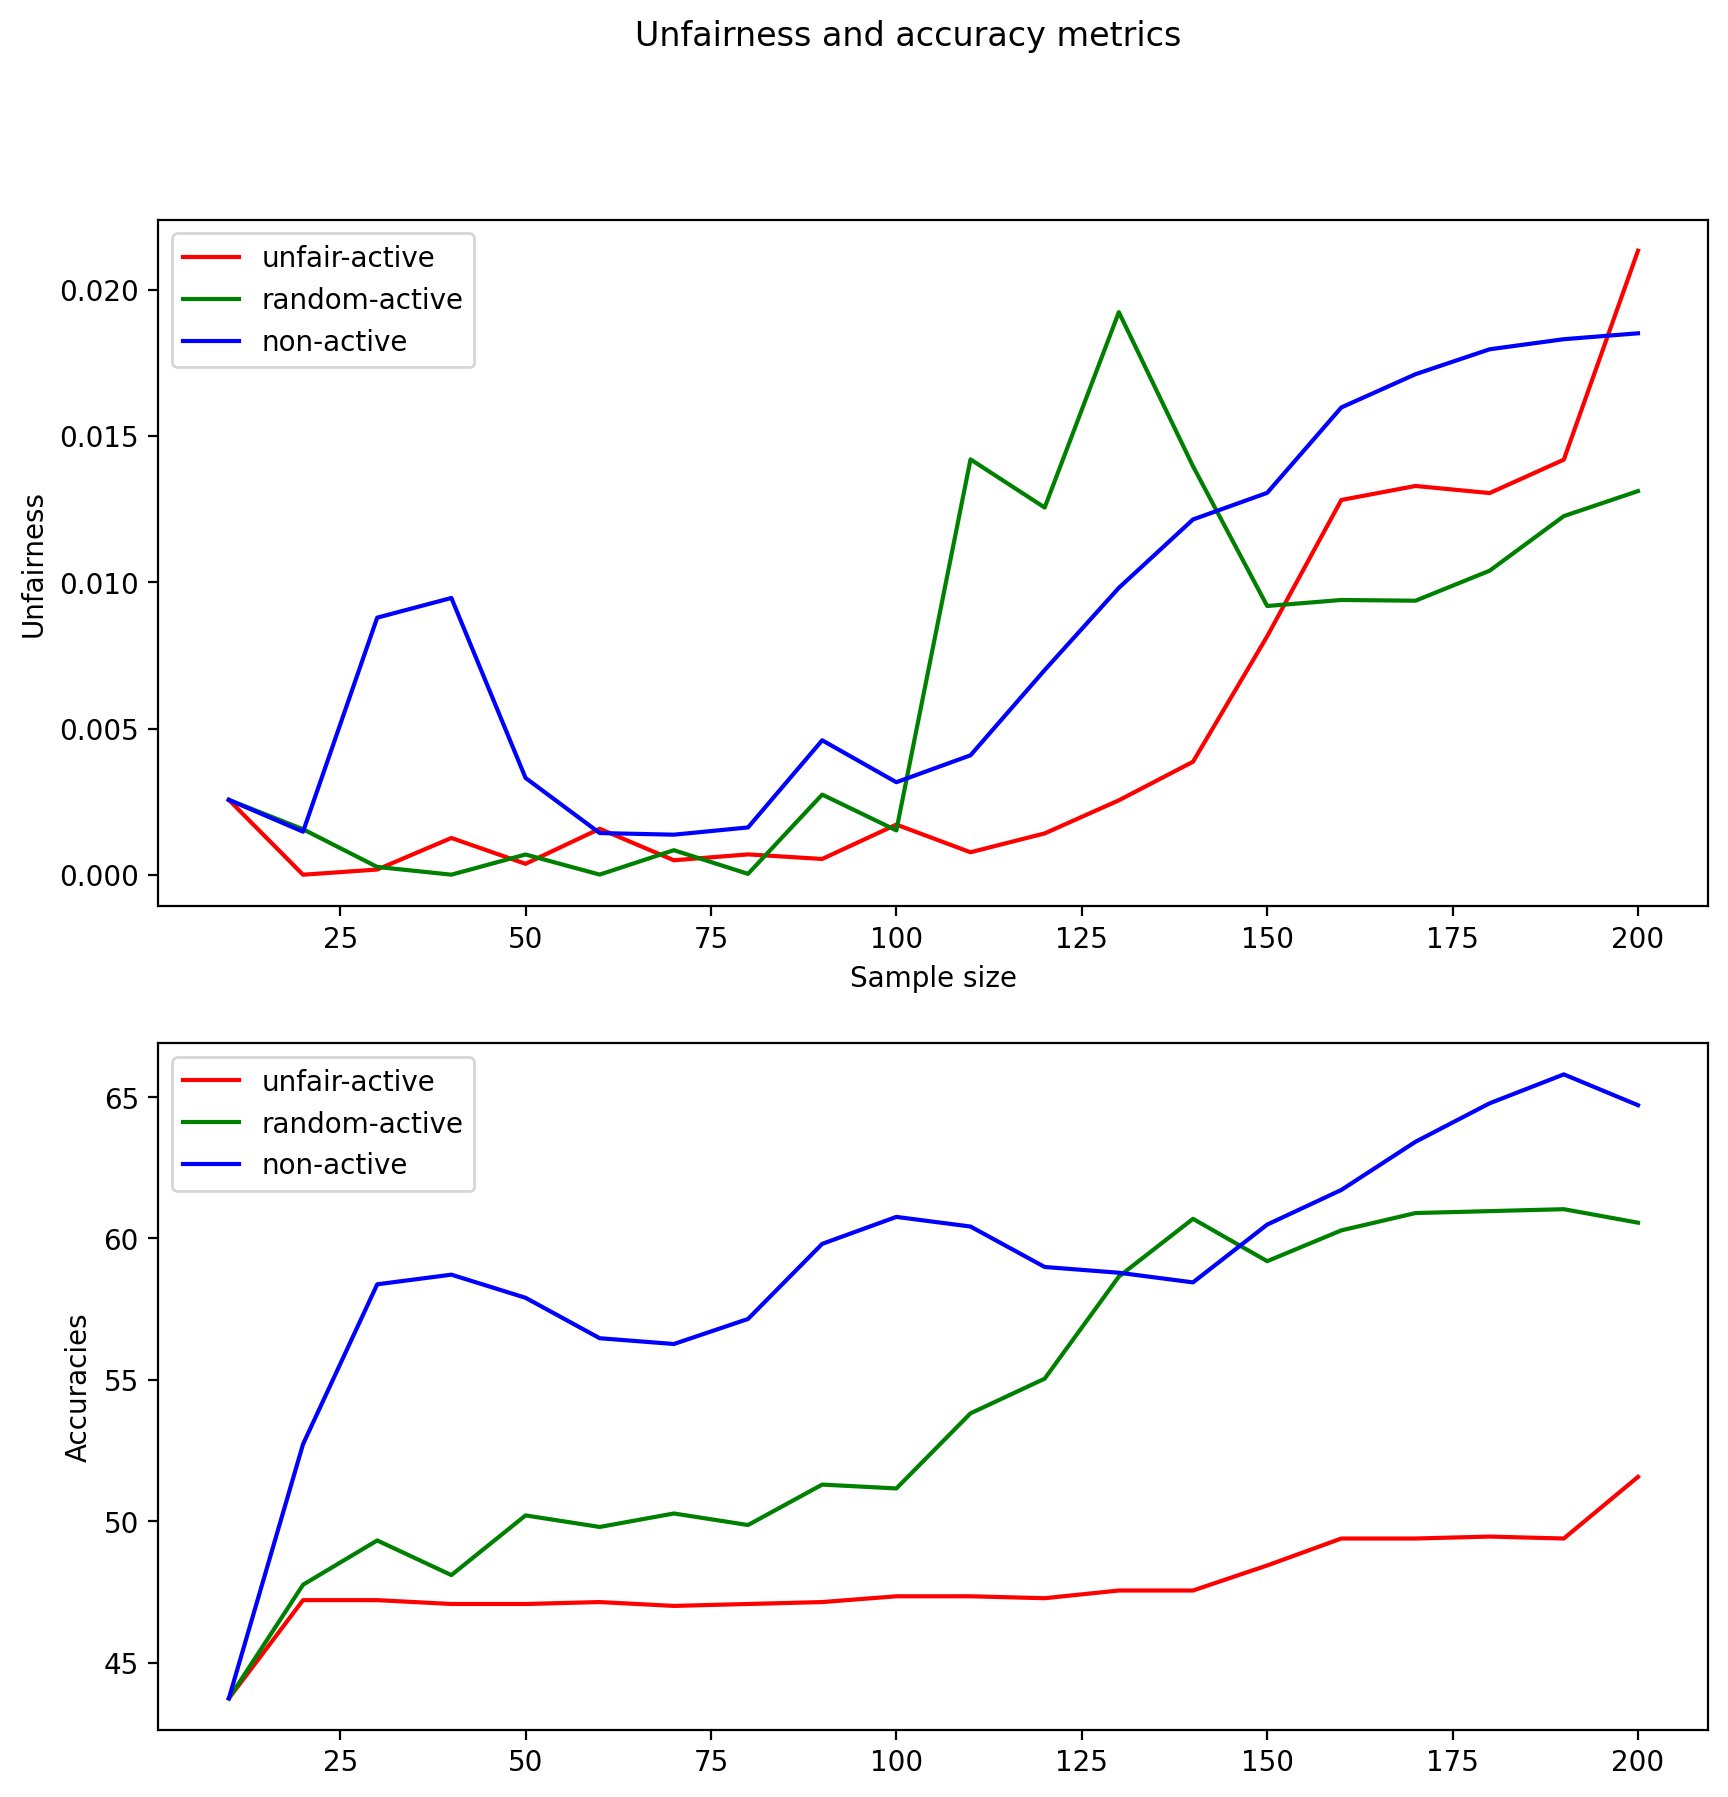 Unfairness and accuracy metrics
unfair-active
random-active
non-active
0.020
0.015
0.010
0.005
0.000
Unfairness
25 50 75 100 125 150 175 200
Sample size
unfair-active
random-active
non-active
65
60
55
50
45
Accuracies
25 50 75 100 125 150 175 200